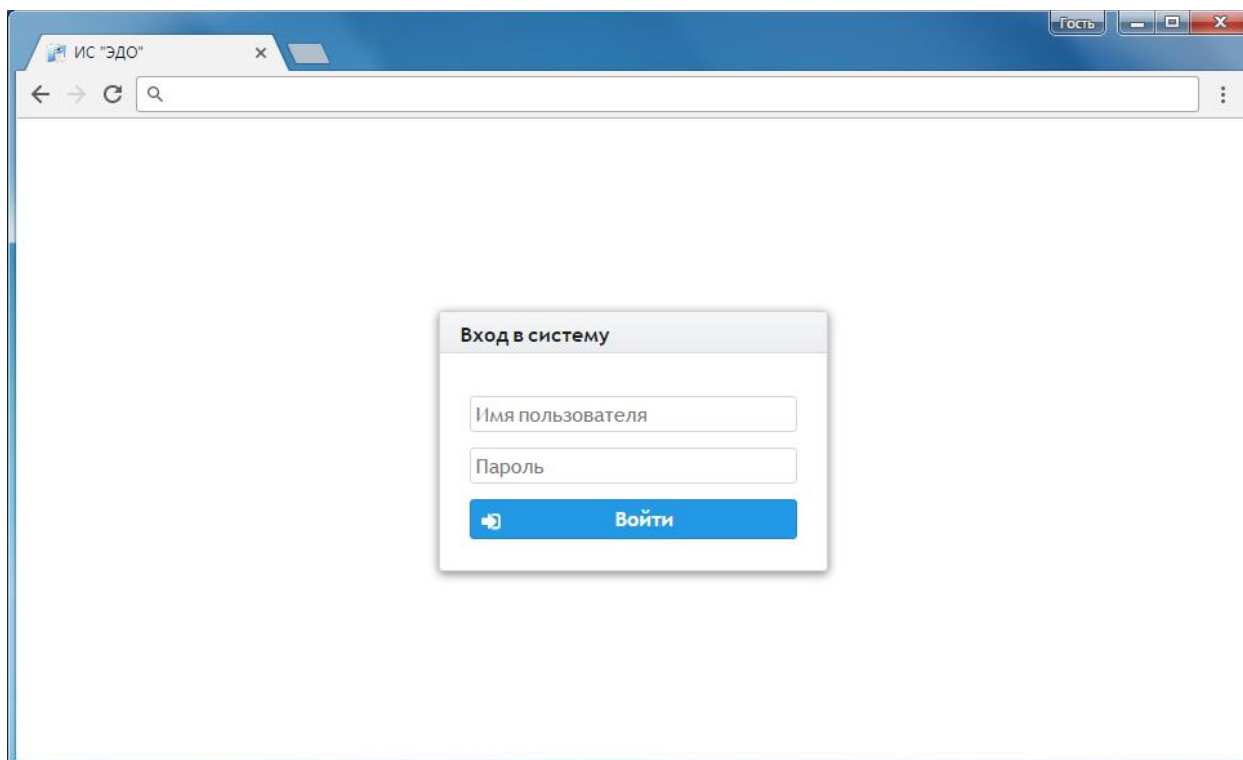 Гость
ИС "ЭДО"
Вход в систему
Имя пользователя
Пароль
Войти